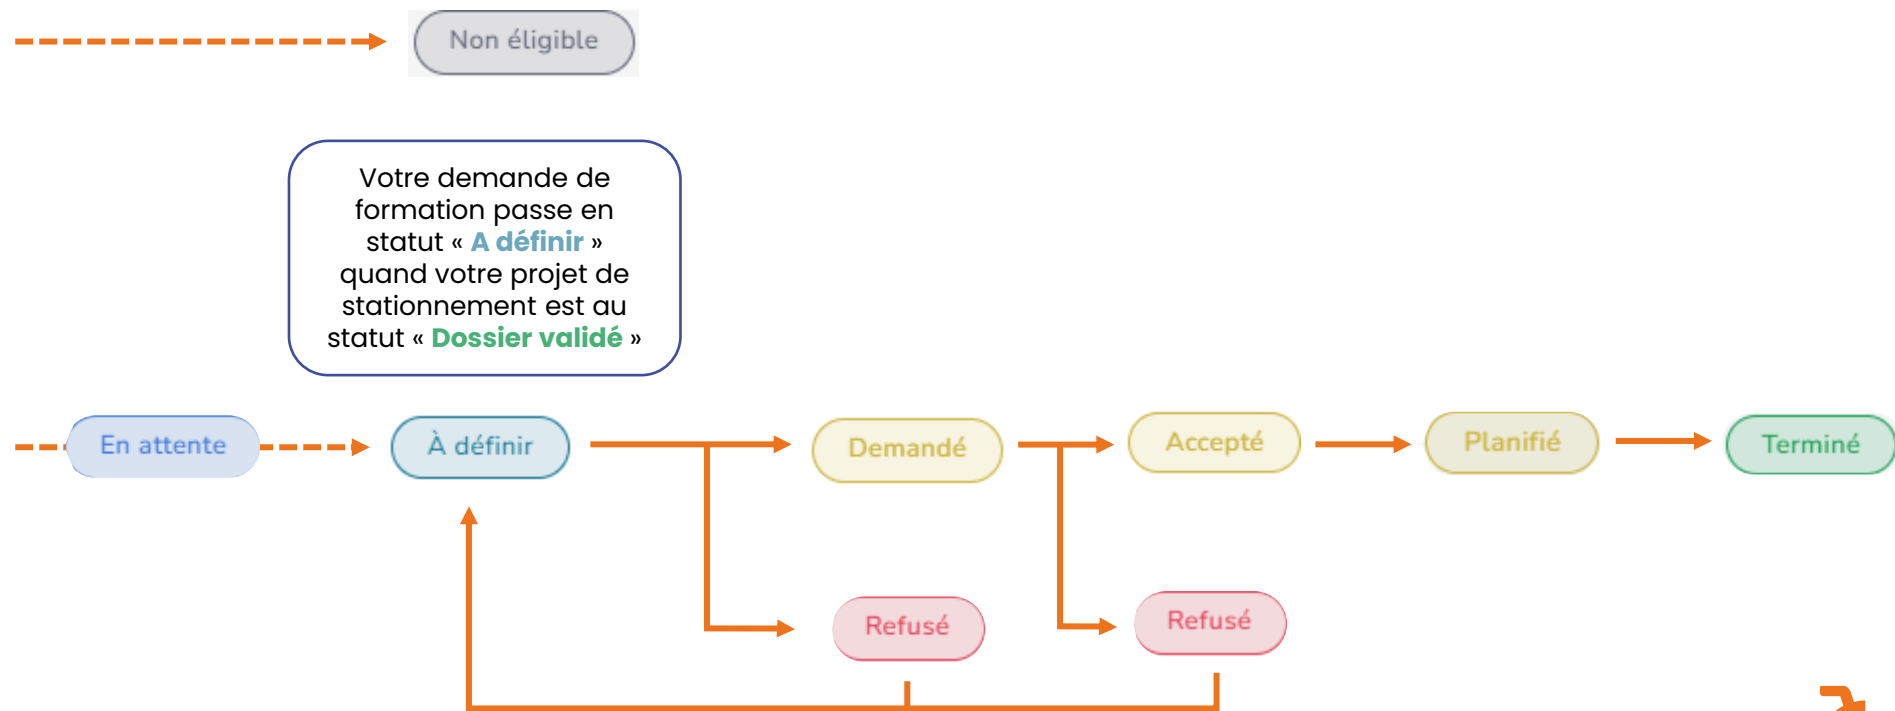 Non éligible
Votre demande de
formation passe en
statut « A définir »
quand votre projet de
stationnement est au
statut « Dossier validé »
En attente
À définir
Demandé
Accepté
Planifié
Terminé
Refusé
Refusé